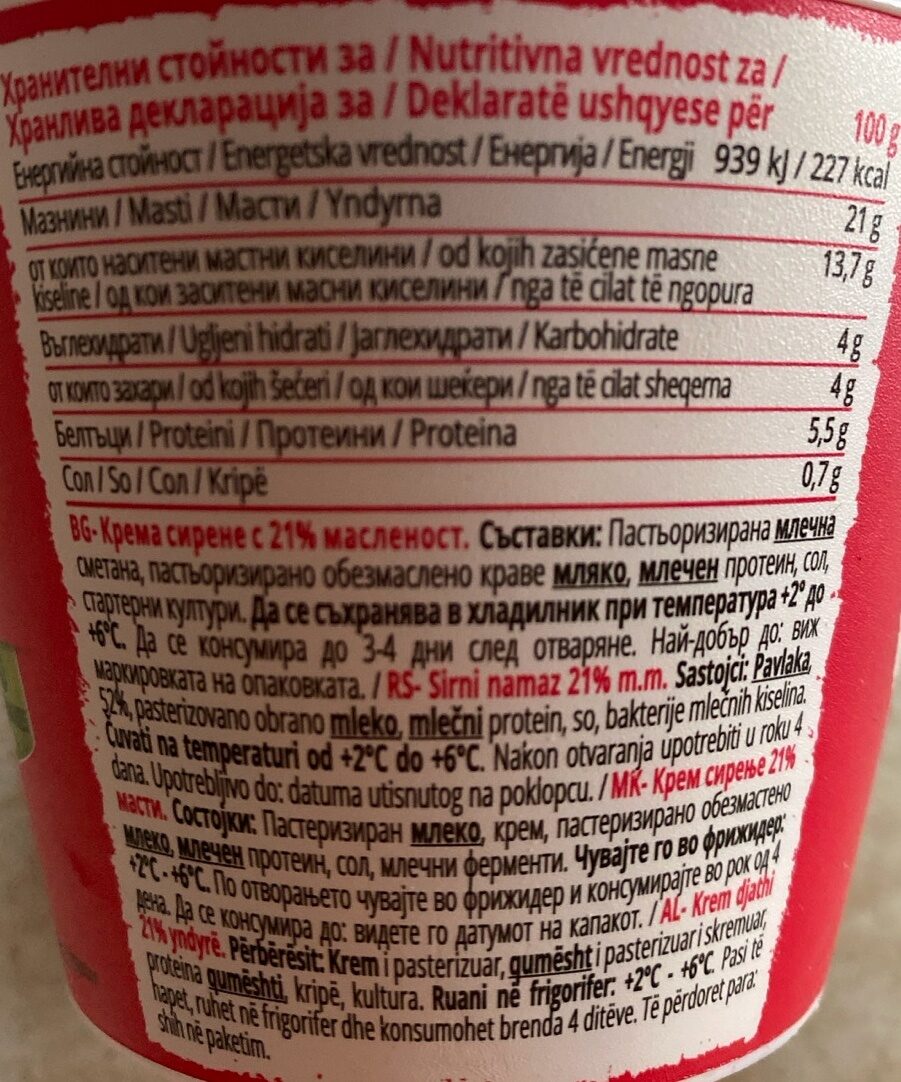 Хранителни стойности за / Nutritivna vrednost za /
Хранлива декларација за / Deklaratë ushqyese për 100 g
Енергийна стойност / Energetska vrednost / Енергија / Energji 939 kJ / 227 kcal
Мазнини / Masti / Масти / Yndyrna 21 g
от които наситени мастни киселини / od kojih zasićene masne 13,7 g
kiseline / од кои заситени масни киселини / nga të cilat të ngopura
Въглехидрати / Ugljeni hidrati / Јаглехидрати / Karbohidrate 4 g
от които захари / od kojih šećeri / од кои шеќери / nga të cilat sheqerna 4 g
Белтъци / Proteini / Протеини / Proteina 5,5 g
Сол / So / Сол / Kripë 0,7 g
BG- Крема сирене с 21% масленост. Съставки: Пастьоризирана млечна
сметана, пастьоризирано обезмаслено краве мляко, млечен протеин, сол,
стартерни култури. Да се съхранява в хладилник при температура +2° до
+6°C. Да се консумира до 3-4 дни след отваряне. Най-добър до: виж
маркировката на опаковката. / RS- Sirni namaz 21% m.m. Sastojci: Pavlaka,
52%, pasterizovano obrano mleko, mlečni protein, so, bakterije mlečnih kiselina.
Čuvati na temperaturi od +2°C do +6°C. Nakon otvaranja upotrebiti u roku 4
dana. Upotrebljivo do: datuma utisnutog na poklopcu. / МК- Крем сирење 21%
масти. Состојки: Пастеризиран млеко, крем, пастеризирано обезмастено
млеко, млечен протеин, сол, млечни ферменти. Чувајте го во фрижидер:
+2°C - +6°C. По отворањето чувајте во фрижидер и консумирајте во рок од 4
дена. Да се консумира до: видете го датумот на капакот. / AL- Krem djathi
21% yndyrë. Përbërësit: Krem i pasterizuar, qumësht i pasterizuar i skremuar,
proteina qumështi, kripë, kultura. Ruani në frigorifer: +2°C - +6°C. Pasi të
hapet, ruhet në frigorifer dhe konsumohet brenda 4 ditëve. Të përdoret para:
shih në paketim.